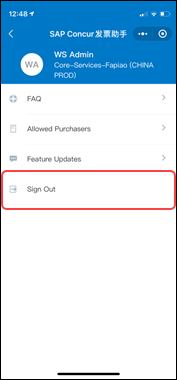 12:48
SAP Concur发票助手
WA
WS Admin
Core-Services-Fapiao (CHINA
PROD)
FAQ
Allowed Purchasers
Feature Updates
Sign Out